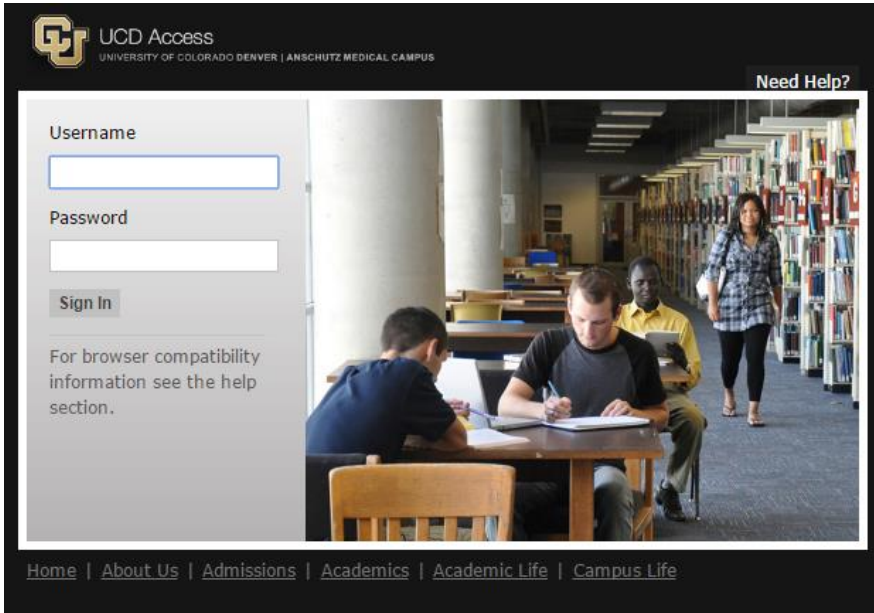 CU
UCD Access
UNIVERSITY OF COLORADO DENVER | ANSCHUTZ MEDICAL CAMPUS
Need Help?
Username
Password
Sign In
For browser compatibility
information see the help
section.
Home | About Us | Admissions | Academics | Academic Life | Campus Life